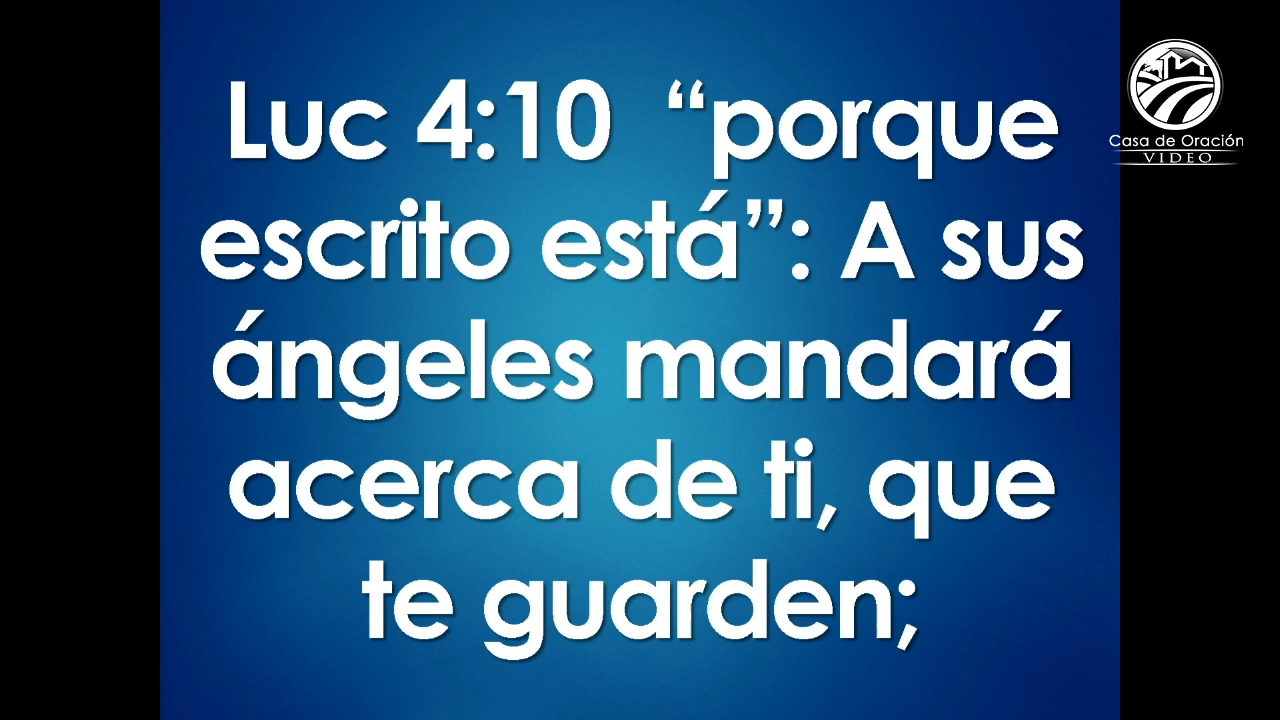 Luc 4:10 “porque
escrito está”: A sus
ángeles mandará
acerca de ti, que
te guarden;
Casa de Oración
VIDEO